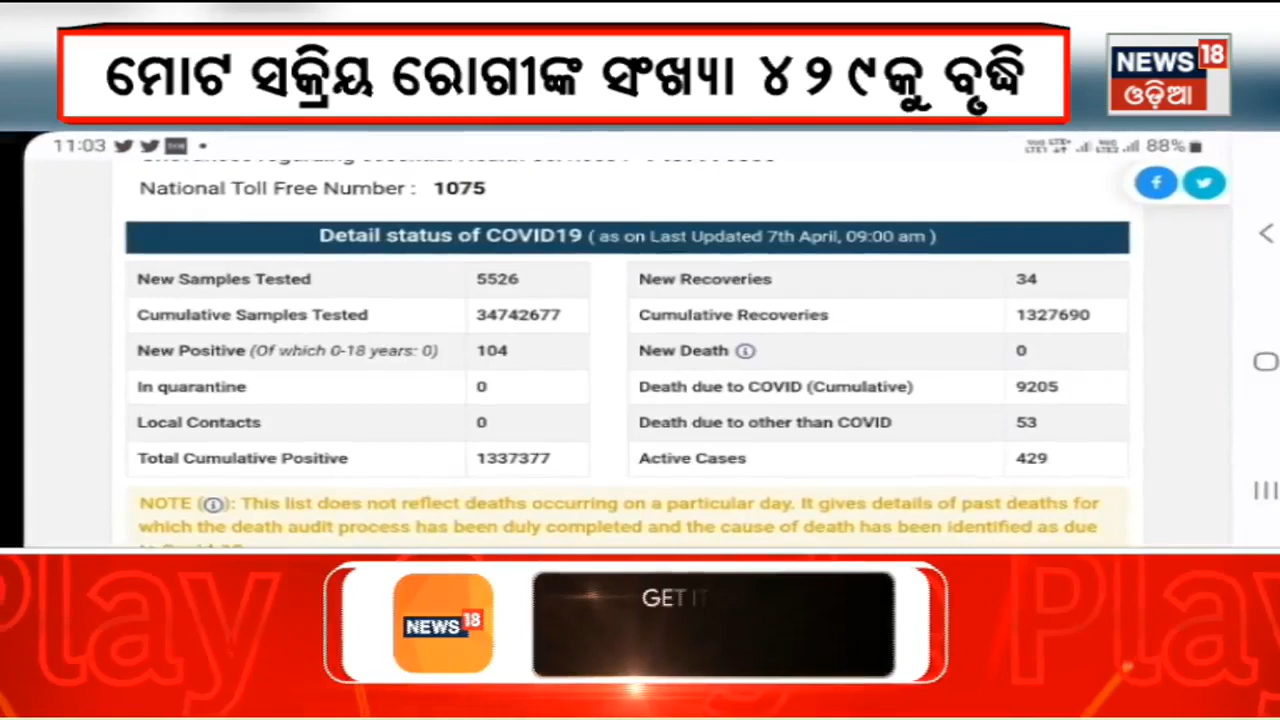 ମୋଟ ସକ୍ରିୟ ରୋଗୀଙ୍କ ସଂଖ୍ୟା ୪୨୯କୁ ବୃଦ୍ଧି
NEWS 18
ଓଡ଼ିଆ
11:03
88%
National Toll Free Number : 1075
Detail status of COVID19 ( as on Last Updated 7th April, 09:00 am )
New Samples Tested 5526 New Recoveries 34
Cumulative Samples Tested 34742677 Cumulative Recoveries 1327690
New Positive (Of which 0-18 years: 0) 104 New Death 0
In quarantine 0 Death due to COVID (Cumulative) 9205
Local Contacts 0 Death due to other than COVID 53
Total Cumulative Positive 1337377 Active Cases 429
NOTE (i): This list does not reflect deaths occurring on a particular day. It gives details of past deaths for
which the death audit process has been duly completed and the cause of death has been identified as due
Play
NEWS 18
GET IT
Play